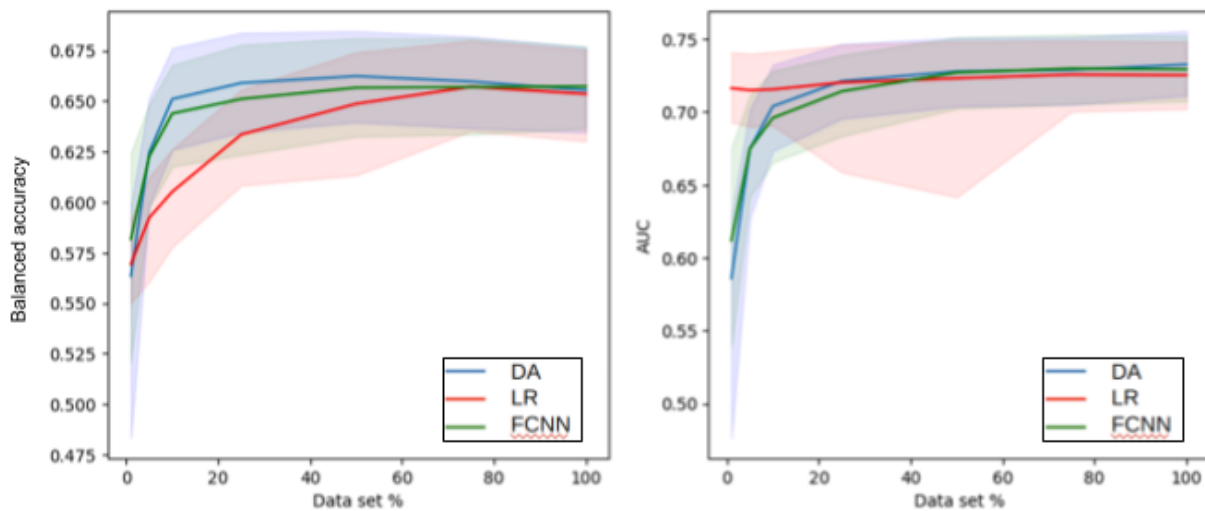 Balanced accuracy
0.675
0.650
0.625
0.600
0.575
0.550
0.525
0.500
0.475
0 20 40 60 80 100
Data set %
DA
LR
FCNN
AUC
0.75
0.70
0.65
0.60
0.55
0.50
0 20 40 60 80 100
Data set %
DA
LR
FCNN